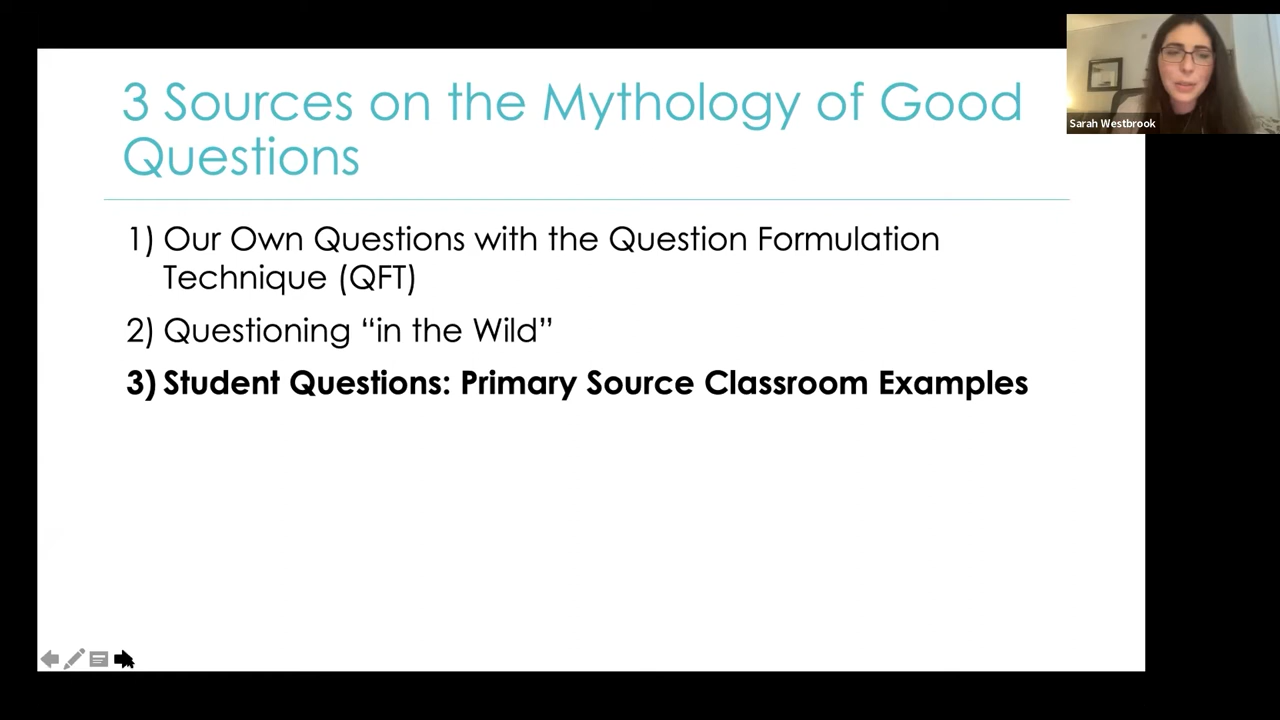 3 Sources on the Mythology of Good
Questions
1) Our Own Questions with the Question Formulation
Technique (QFT)
2) Questioning “in the Wild”
3) Student Questions: Primary Source Classroom Examples
Sarah Westbrook